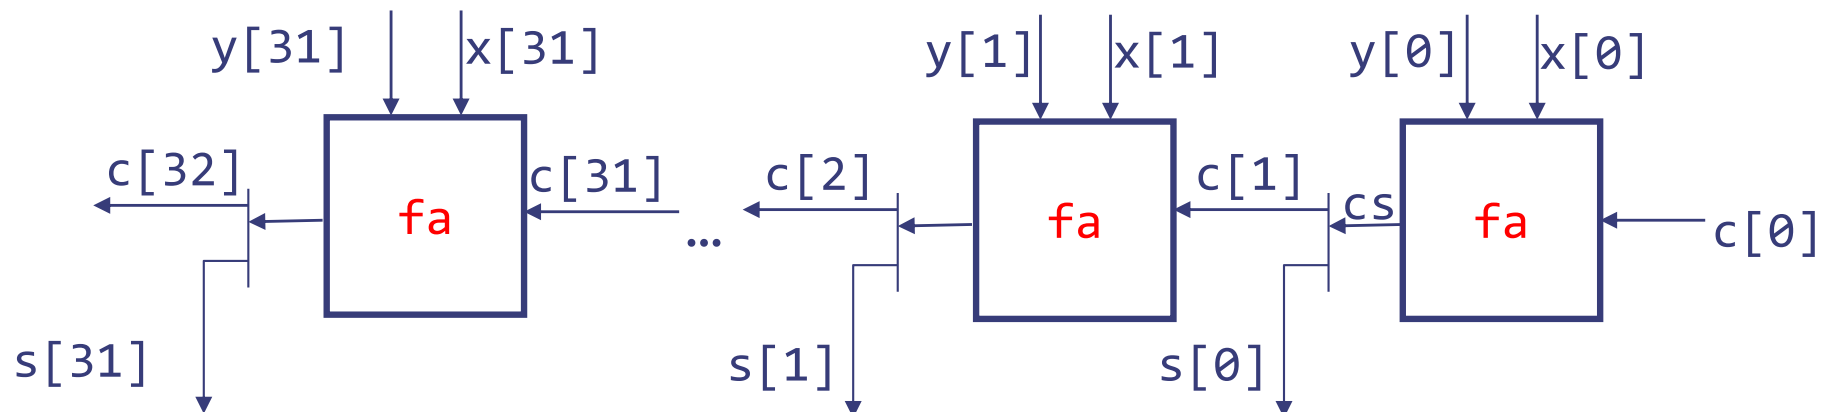 y[31] x[31] y[1] x[1] y[0] x[0]
c[32] c[31] c[2] c[1] cs
fa ... fa fa c[0]
s[31] s[1] s[0]